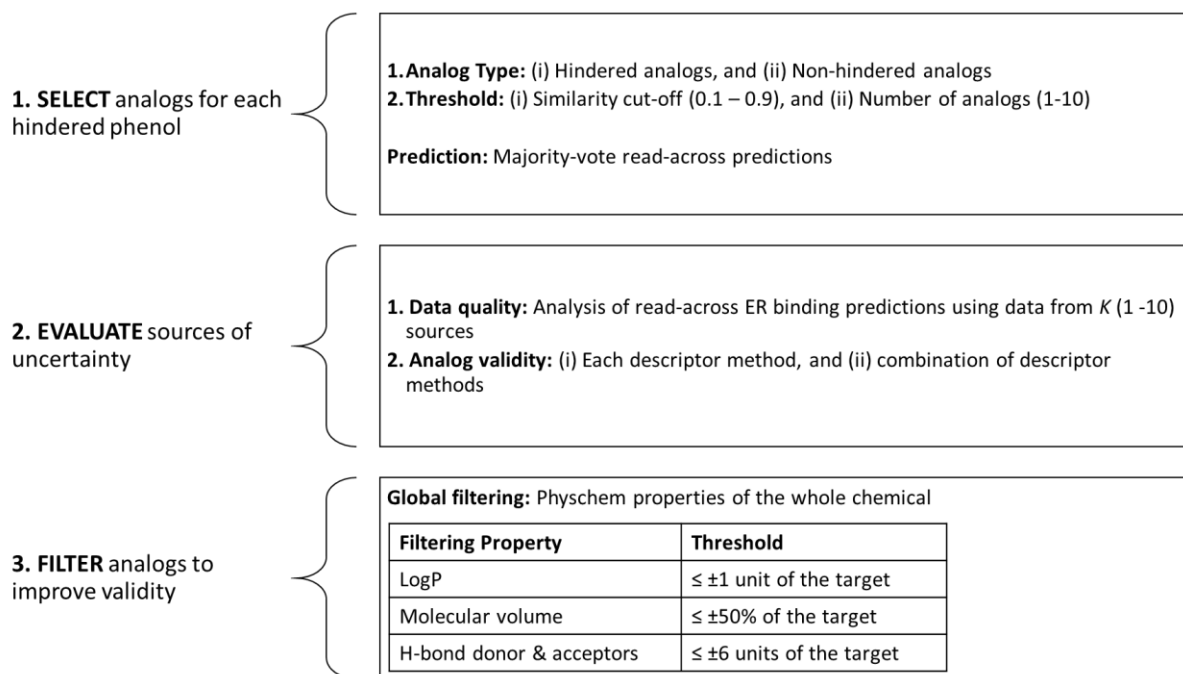 1. SELECT analogs for each
hindered phenol
1. Analog Type: (i) Hindered analogs, and (ii) Non-hindered analogs
2. Threshold: (i) Similarity cut-off (0.1 – 0.9), and (ii) Number of analogs (1-10)
Prediction: Majority-vote read-across predictions
2. EVALUATE sources of
uncertainty
1. Data quality: Analysis of read-across ER binding predictions using data from K (1 -10)
sources
2. Analog validity: (i) Each descriptor method, and (ii) combination of descriptor
methods
3. FILTER analogs to
improve validity
Global filtering: Physchem properties of the whole chemical
Filtering Property Threshold
LogP ≤ ±1 unit of the target
Molecular volume ≤ ±50% of the target
H-bond donor & acceptors ≤ ±6 units of the target